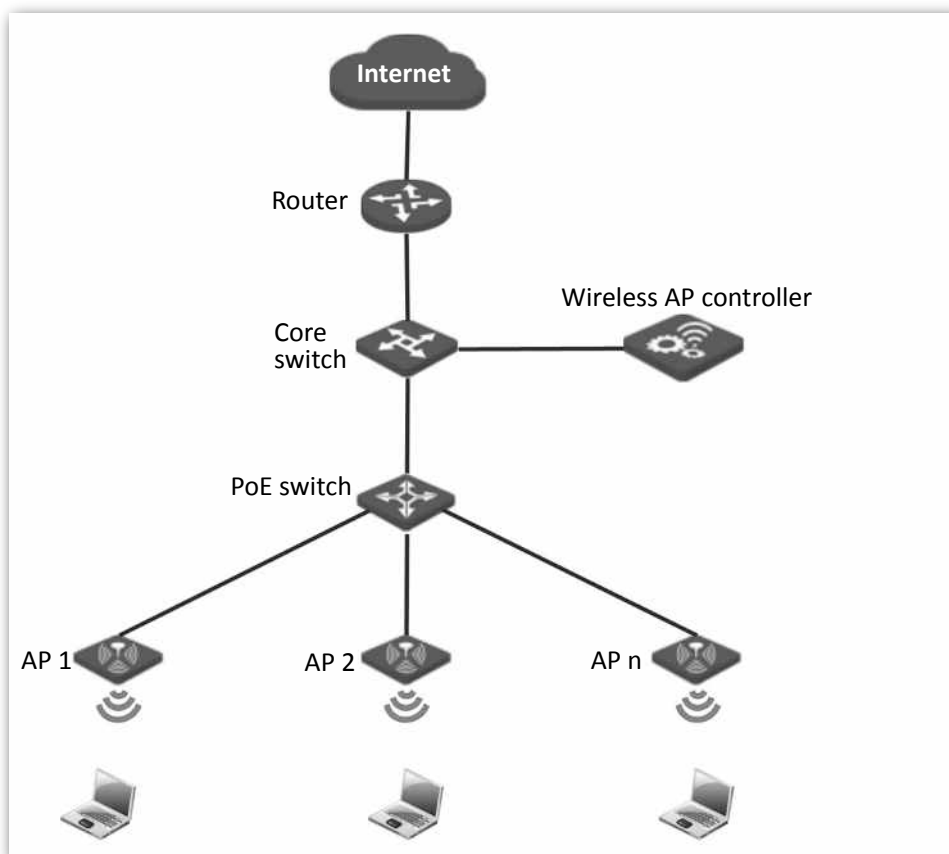 Internet
Router
Wireless AP controller
Core
switch
PoE switch
AP 1
AP 2
AP n